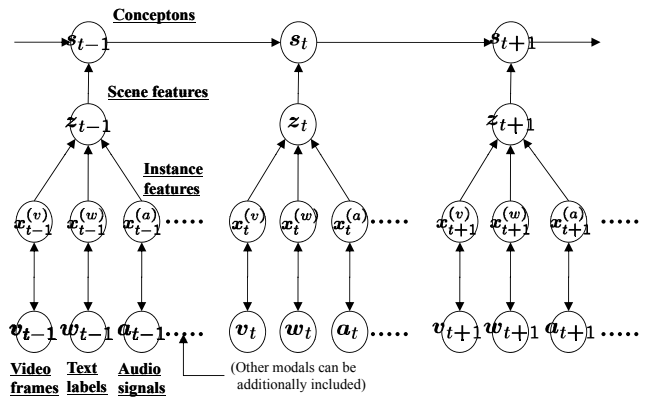 Conceptons
s_{t-1} s_t s_{t+1}
Scene features
z_{t-1} z_t z_{t+1}
Instance
features
x_{t-1}^{(v)} x_{t-1}^{(w)} x_{t-1}^{(a)} ..... x_t^{(v)} x_t^{(w)} x_t^{(a)} ..... x_{t+1}^{(v)} x_{t+1}^{(w)} x_{t+1}^{(a)} .....
v_{t-1} w_{t-1} a_{t-1} ..... v_t w_t a_t ..... v_{t+1} w_{t+1} a_{t+1} .....
Video Text Audio
frames labels signals
(Other modals can be
additionally included)